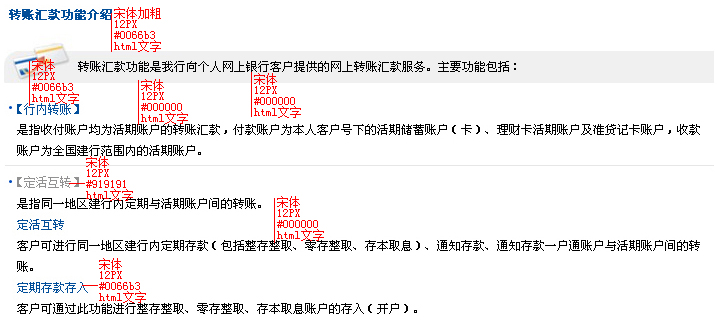 转账汇款功能介绍
宋体加粗
12PX
#0066b3
html文字
转账汇款功能是我行向个人网上银行客户提供的网上转账汇款服务。主要功能包括：
宋体
12PX
#0066b3
html文字
宋体
12PX
#000000
html文字
宋体
12PX
#000000
html文字
·【行内转账】
是指收付账户均为活期账户的转账汇款，付款账户为本人客户号下的活期储蓄账户（卡）、理财卡活期账户及准贷记卡账户，收款
账户为全国建行范围内的活期账户。
·【定活互转】
宋体
12PX
#919191
html文字
是指同一地区建行内定期与活期账户间的转账。
定活互转
宋体
12PX
#000000
html文字
客户可进行同一地区建行内定期存款（包括整存整取、零存整取、存本取息）、通知存款、通知存款一户通账户与活期账户间的转
账。
定期存款存入
宋体
12PX
#0066b3
html文字
客户可通过此功能进行整存整取、零存整取、存本取息账户的存入（开户）。